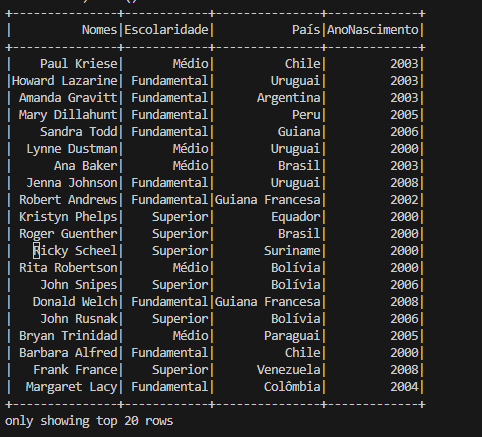 +---------------+------------+---------------+-------------+
|          Nomes|Escolaridade|           País|AnoNascimento|
+---------------+------------+---------------+-------------+
|    Paul Kriese|       Médio|          Chile|         2003|
|Howard Lazarine| Fundamental|        Uruguai|         2003|
| Amanda Gravitt| Fundamental|      Argentina|         2003|
| Mary Dillahunt| Fundamental|           Peru|         2005|
|    Sandra Todd| Fundamental|         Guiana|         2006|
|  Lynne Dustman|       Médio|        Uruguai|         2000|
|      Ana Baker|       Médio|         Brasil|         2003|
|  Jenna Johnson| Fundamental|        Uruguai|         2008|
| Robert Andrews| Fundamental|Guiana Francesa|         2002|
| Kristyn Phelps|    Superior|        Equador|         2000|
| Roger Guenther|    Superior|         Brasil|         2000|
|   Ricky Scheel|    Superior|       Suriname|         2000|
| Rita Robertson|       Médio|        Bolívia|         2000|
|    John Snipes|    Superior|        Bolívia|         2006|
|   Donald Welch| Fundamental|Guiana Francesa|         2008|
|    John Rusnak|    Superior|        Bolívia|         2006|
| Bryan Trinidad|       Médio|       Paraguai|         2005|
| Barbara Alfred| Fundamental|          Chile|         2000|
|   Frank France|    Superior|      Venezuela|         2008|
|  Margaret Lacy| Fundamental|       Colômbia|         2004|
+---------------+------------+---------------+-------------+
only showing top 20 rows